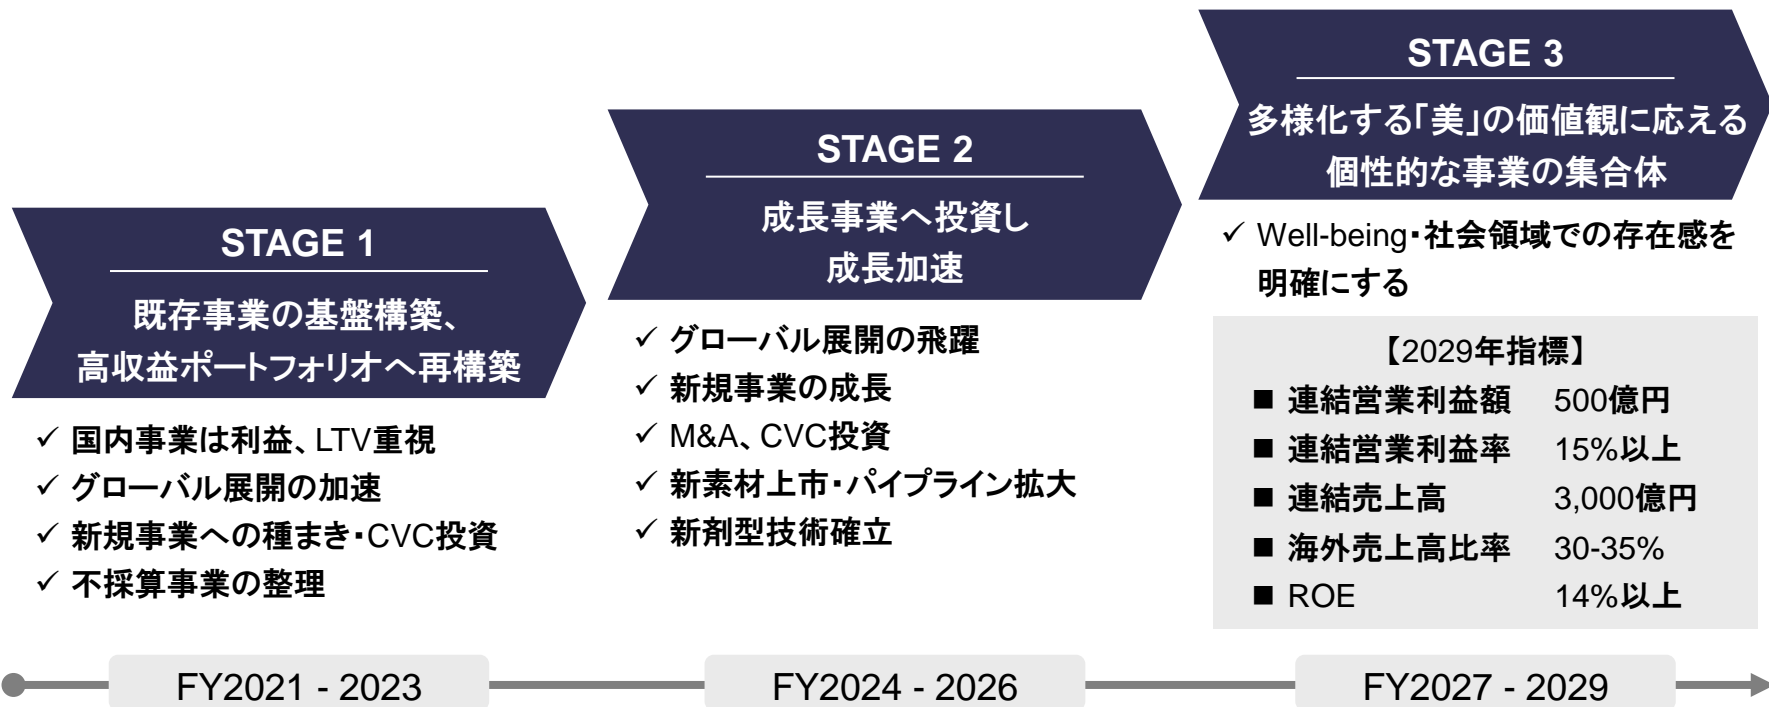 STAGE 1
既存事業の基盤構築、
高収益ポートフォリオへ再構築
✓ 国内事業は利益、LTV重視
✓ グローバル展開の加速
✓ 新規事業への種まき・CVC投資
✓ 不採算事業の整理
FY2021 - 2023
STAGE 2
成長事業へ投資し
成長加速
✓ グローバル展開の飛躍
✓ 新規事業の成長
✓ M&A、CVC投資
✓ 新素材上市・パイプライン拡大
✓ 新剤型技術確立
FY2024 - 2026
STAGE 3
多様化する「美」の価値観に応える
個性的な事業の集合体
✓ Well-being・社会領域での存在感を
明確にする
【2029年指標】
■ 連結営業利益額 500億円
■ 連結営業利益率 15%以上
■ 連結売上高 3,000億円
■ 海外売上高比率 30-35%
■ ROE 14%以上
FY2027 - 2029